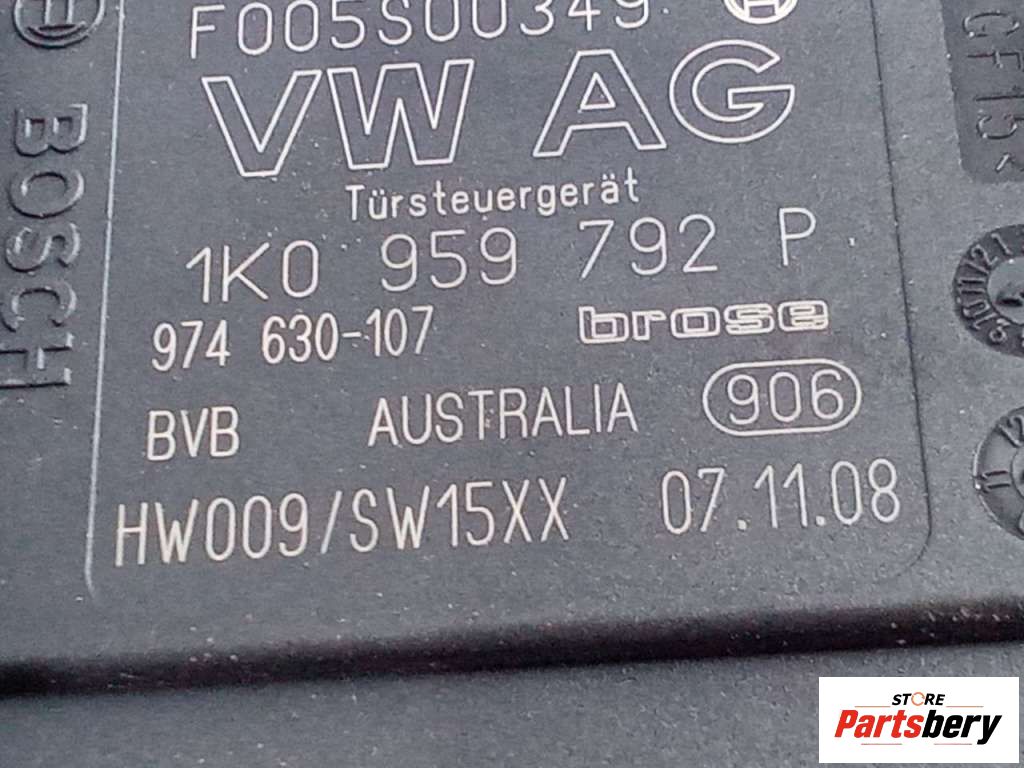 F005S00349
VW AG
Türsteuergerät
1K0 959 792 P
974 630-107 brose
BVB AUSTRALIA 906
HW009/SW15XX 07.11.08
BOSCH
STORE
Partsbery